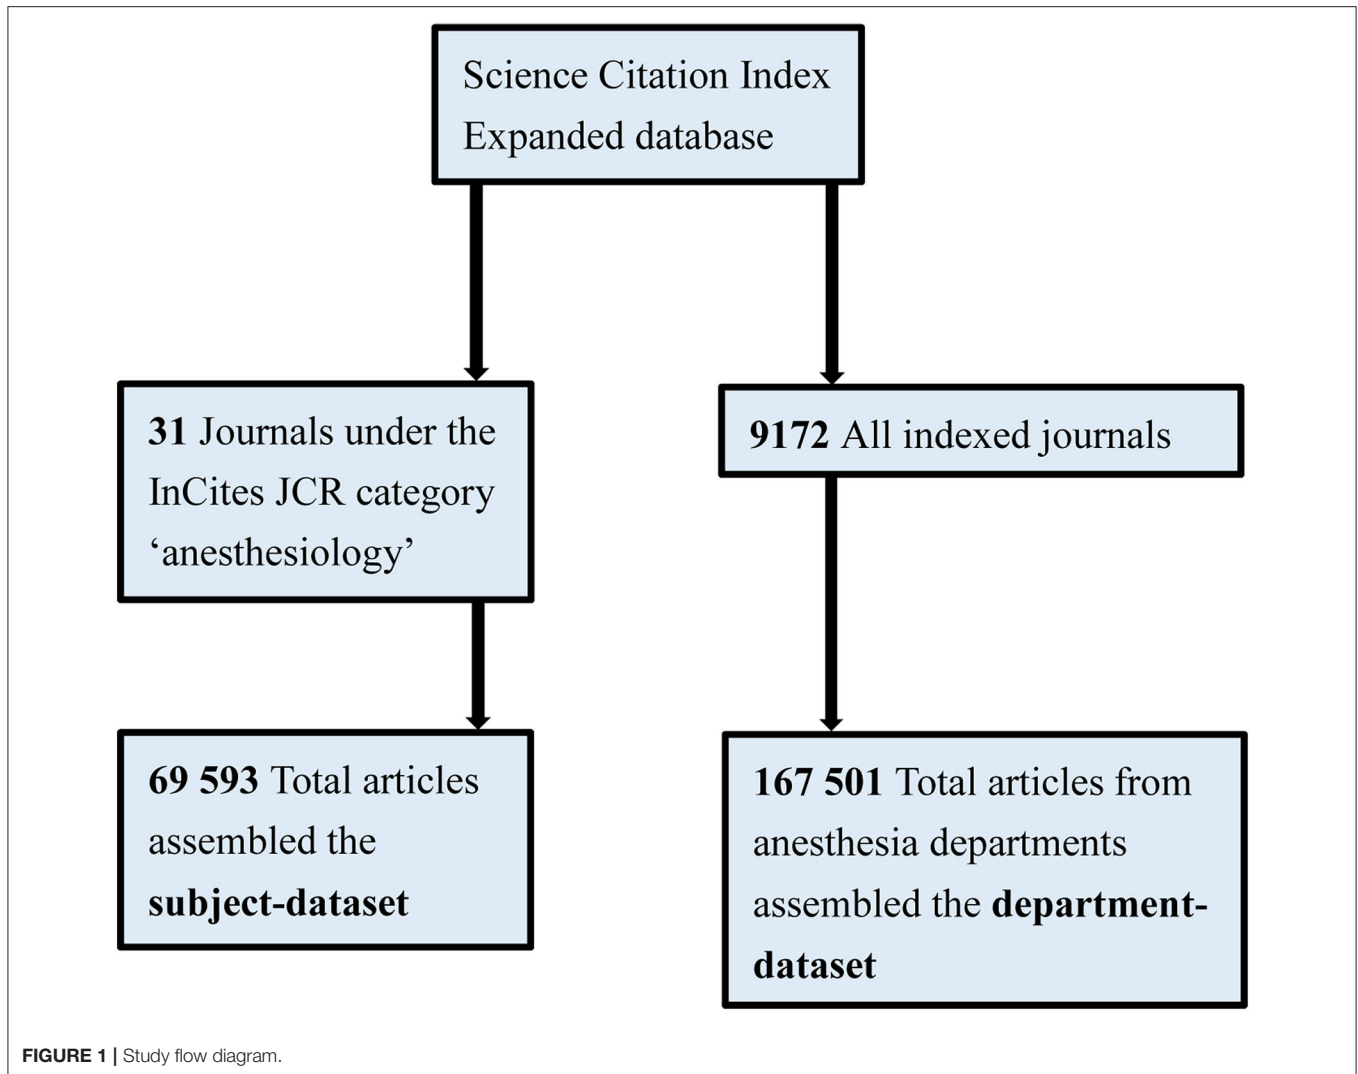 Science Citation Index
Expanded database
31 Journals under the
InCites JCR category
‘anesthesiology’
9172 All indexed journals
69 593 Total articles
assembled the
subject-dataset
167 501 Total articles from
anesthesia departments
assembled the department-
dataset
FIGURE 1 | Study flow diagram.